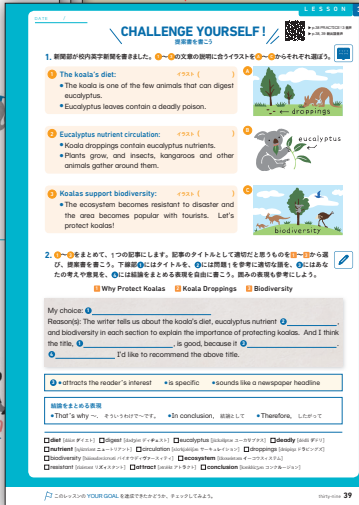 LESSON
DATE /
CHALLENGE YOURSELF!
提案書を書こう
1. 新聞部が校内英字新聞を書きました。1〜3の文章の説明に合うイラストをA〜Cからそれぞれ選ぼう。
1 The koala's diet: イラスト ( )
•The koala is one of few animals that can digest
eucalyptus.
•Eucalyptus leaves contain a deadly poison.
A
droppings
2 Eucalyptus nutrient circulation: イラスト ( )
•Koala droppings contain eucalyptus nutrients.
•Plants grow, and insects, kangaroos and other
animals gather around them.
B
eucalyptus
3 Koalas support biodiversity: イラスト ( )
•The ecosystem becomes resistant to disaster and
the area becomes popular with tourists. Let's
protect koalas!
C
biodiversity
2. 1〜3をまとめて、1つの記事にします。記事のタイトルとして適切だと思うものを1〜3から選
び、提案書を書こう。下線部1にはタイトルを、2には問題1を参考に適切な語を、3にはあな
たの考えや意見を、4には結論をまとめる表現を自由に書こう。囲みの表現も参考にしよう。
1 Why Protect Koalas 2 Koala Droppings 3 Biodiversity
My choice: 1
Reason(s): The writer tells us about the koala's diet, eucalyptus nutrient 2 ,
and biodiversity in each section to explain the importance of protecting koalas. And I think
the title, 1 , is good, because it 3 .
4 I'd like to recommend the above title.
3 •attracts the reader's interest •is specific •sounds like a newspaper headline
結論をまとめる表現
•That's why 〜. そういうわけで〜です。 •In conclusion, 結論として •Therefore, したがって
□diet □digest □eucalyptus □deadly
□nutrient □circulation □droppings
□biodiversity □ecosystem
□resistant □attract □conclusion
このレッスンの YOUR GOAL を達成できたかどうか、チェックしてみよう。
thirty-nine 39